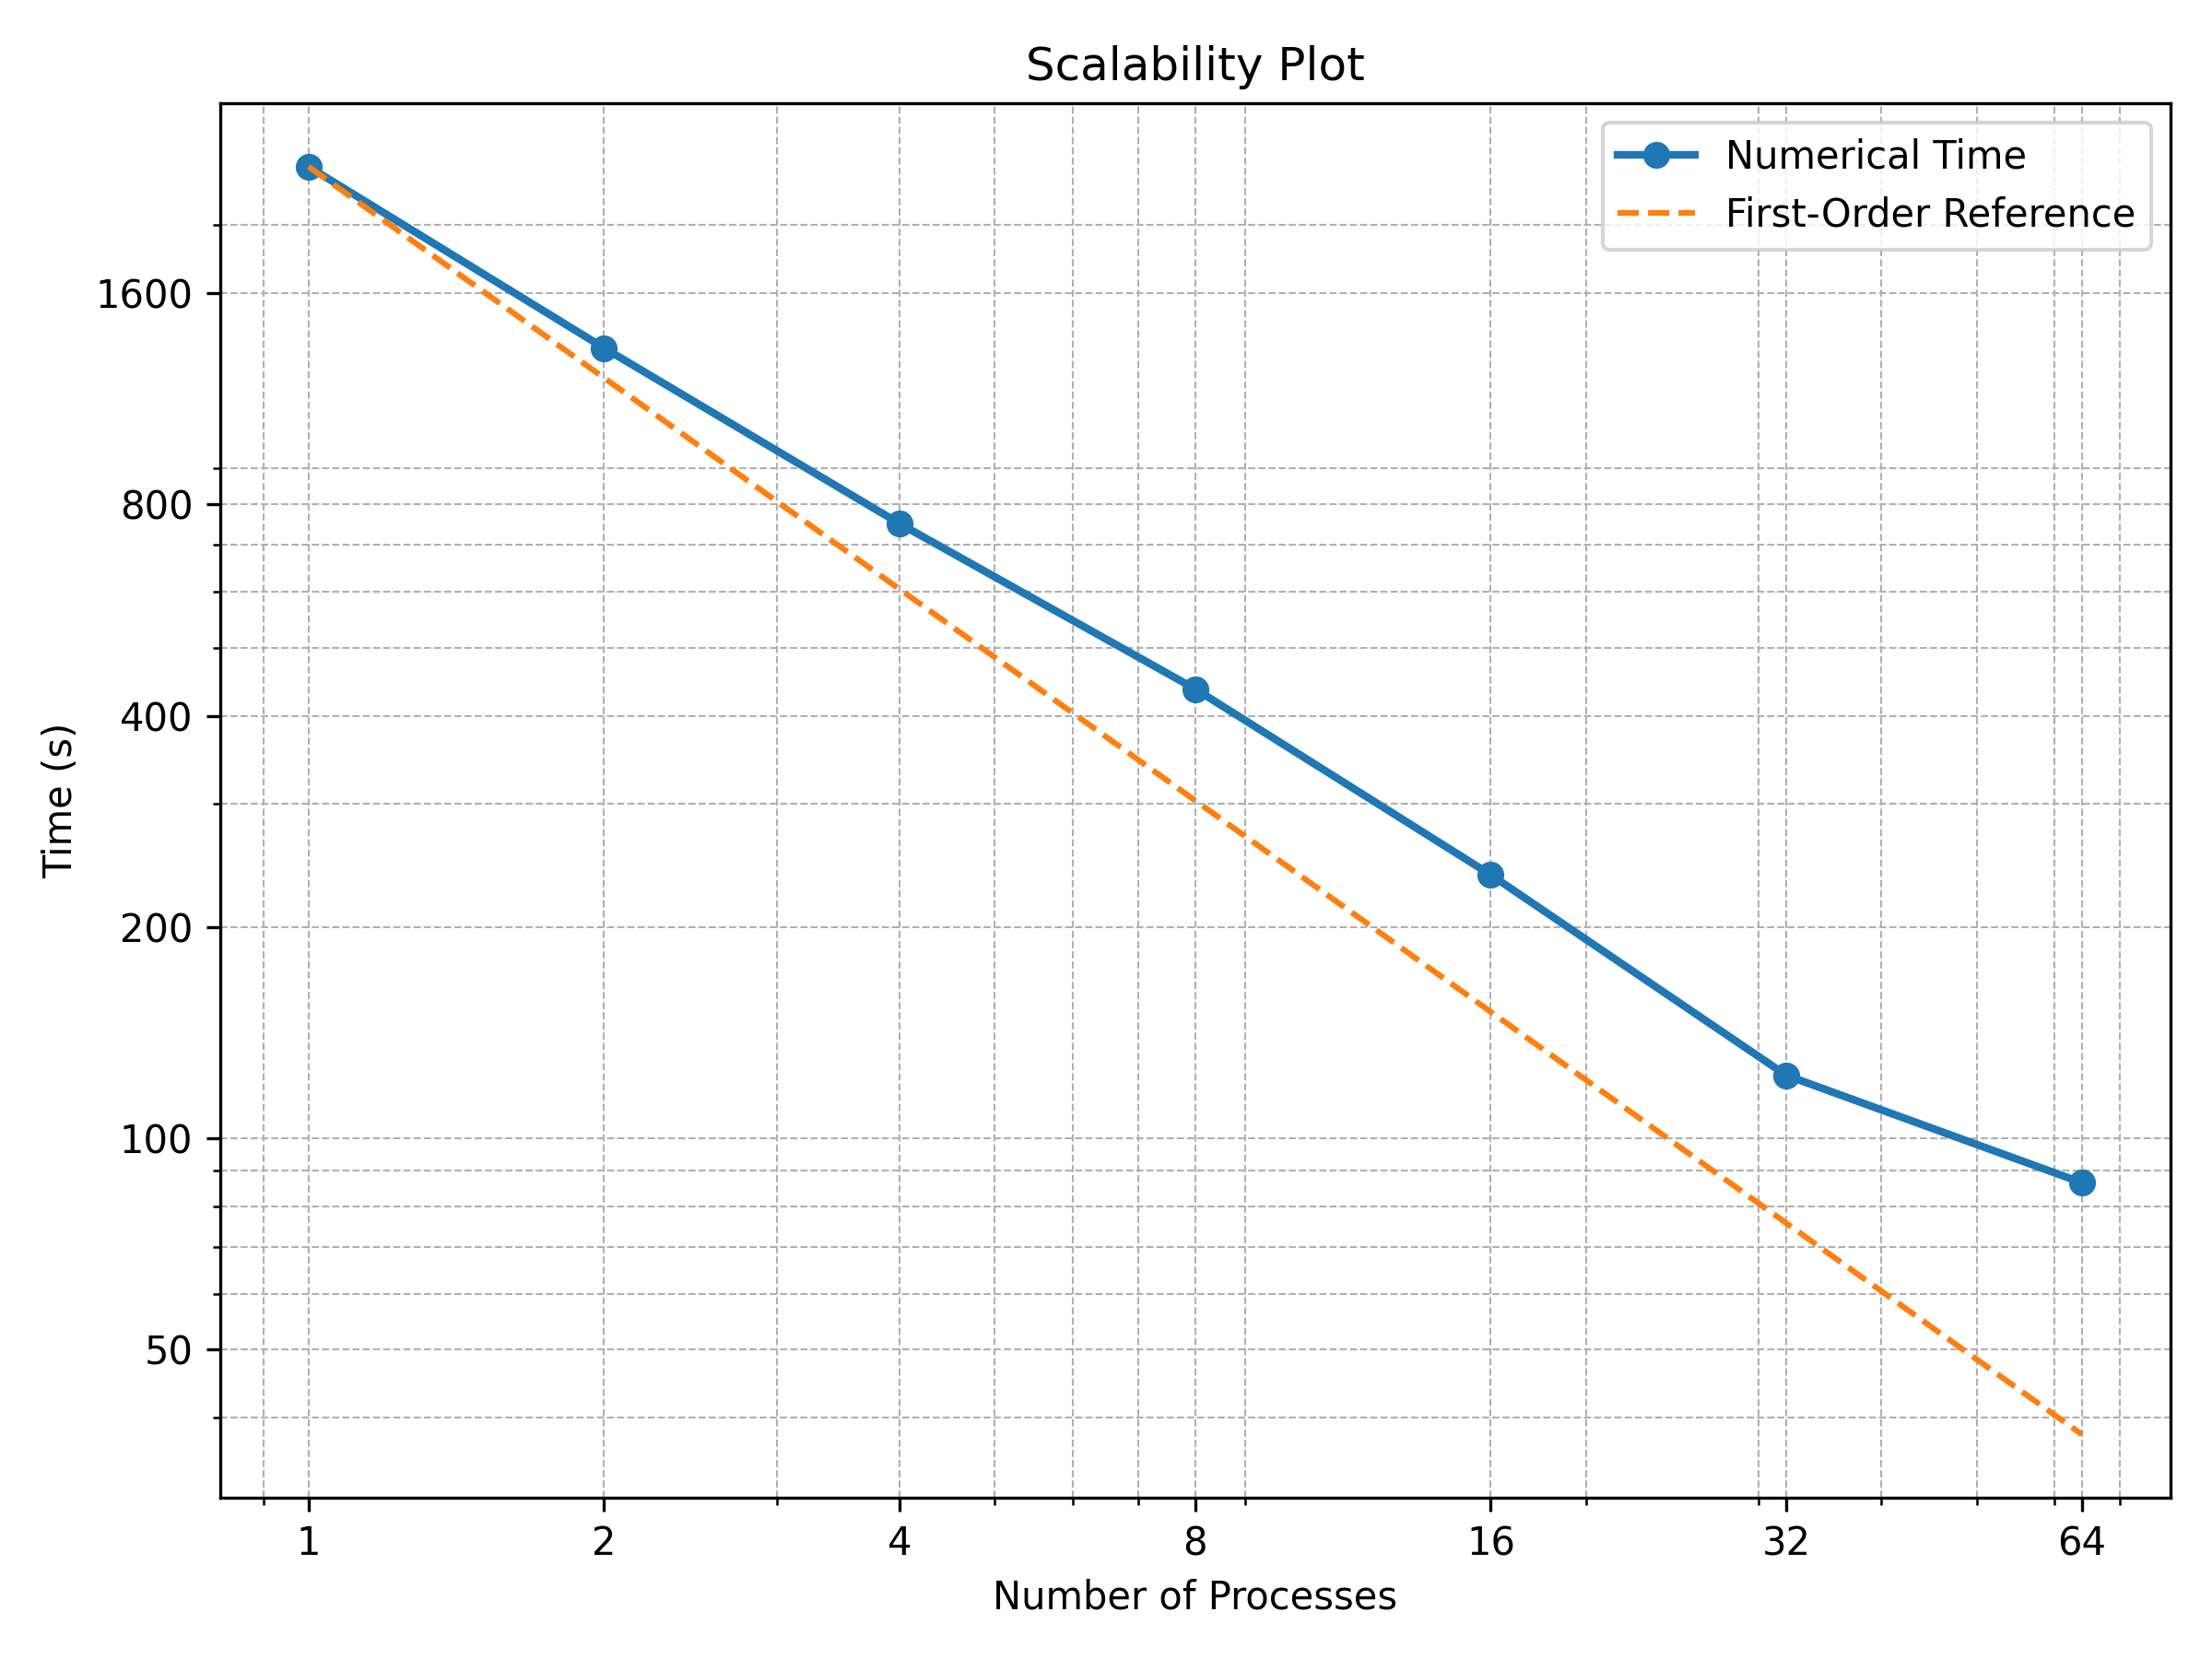 Scalability Plot
Numerical Time
First-Order Reference
1600
800
400
200
100
50
Time (s)
1 2 4 8 16 32 64
Number of Processes